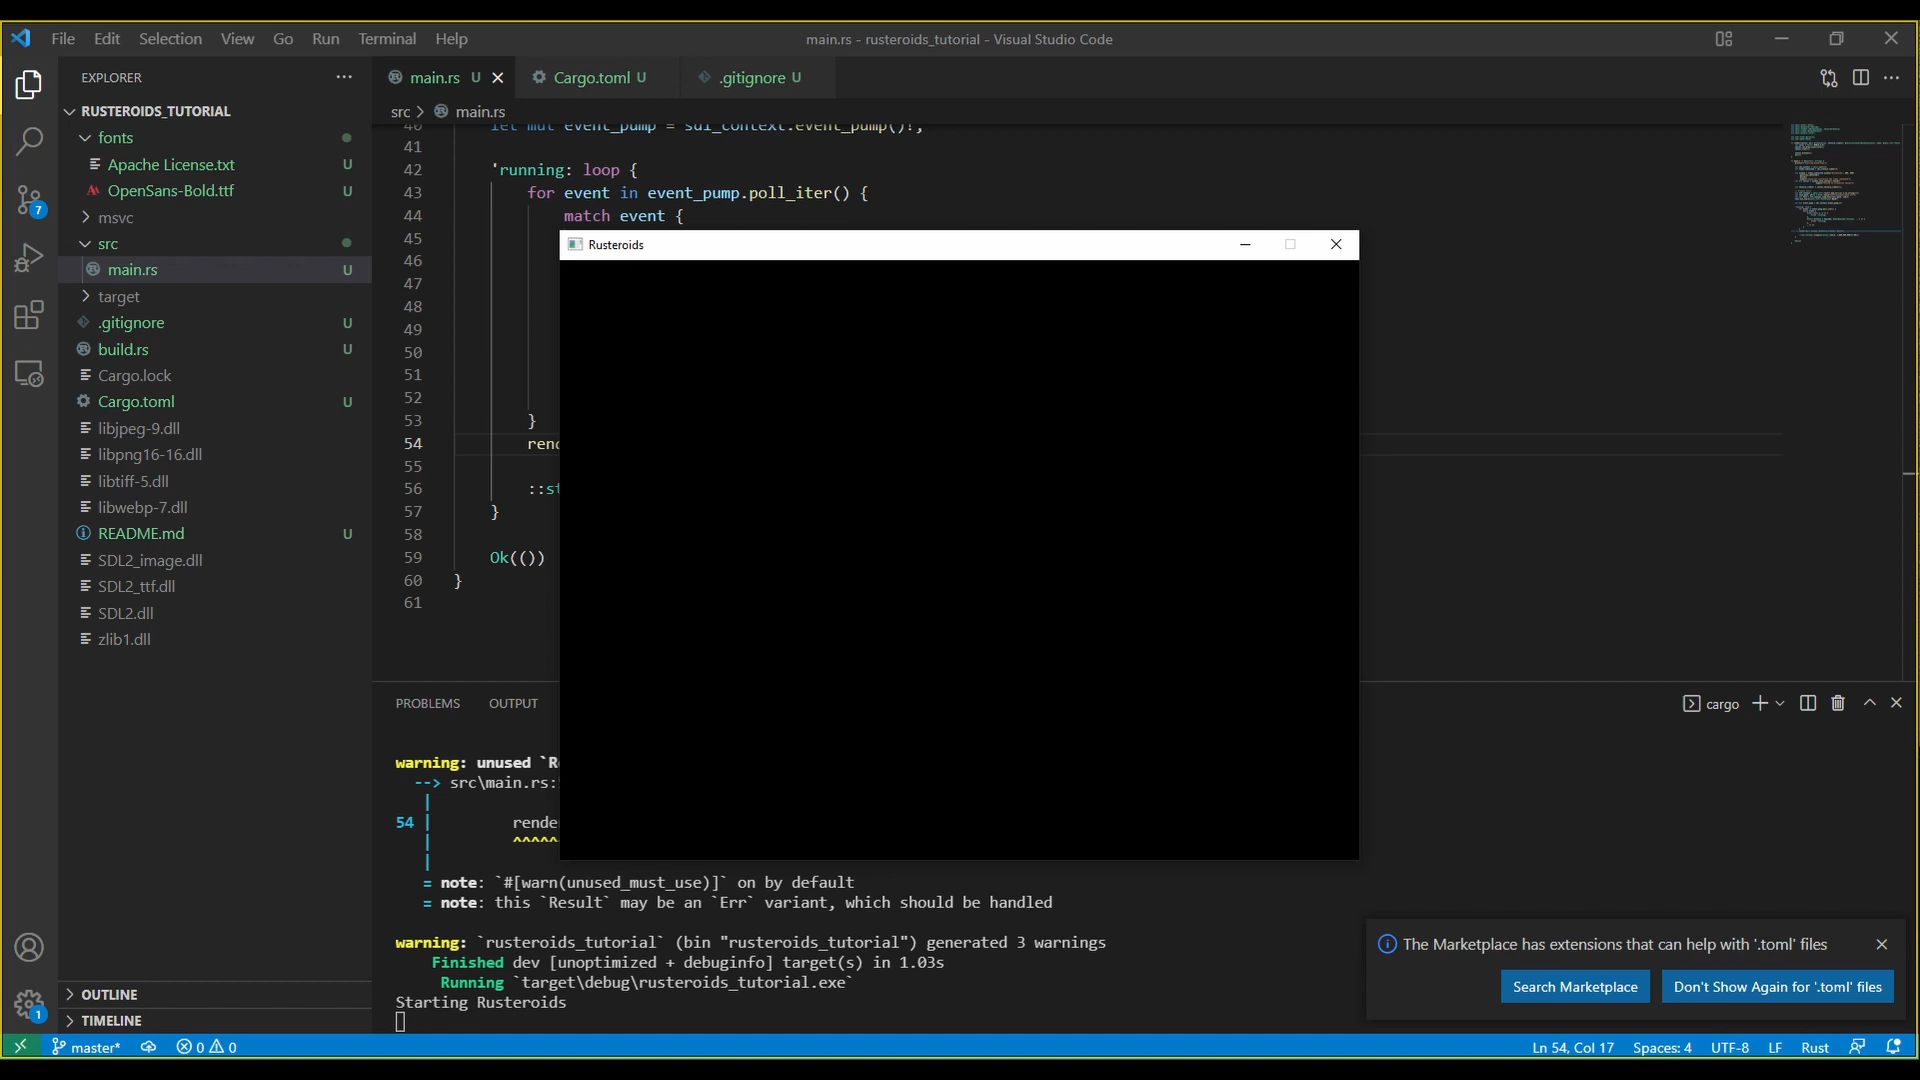 File Edit Selection View Go Run Terminal Help
main.rs - rusteroids_tutorial - Visual Studio Code
EXPLORER
RUSTEROIDS_TUTORIAL
fonts
Apache License.txt U
OpenSans-Bold.ttf U
msvc
src
main.rs U
target
.gitignore U
build.rs U
Cargo.lock
Cargo.toml U
libjpeg-9.dll
libpng16-16.dll
libtiff-5.dll
libwebp-7.dll
README.md U
SDL2_image.dll
SDL2_ttf.dll
SDL2.dll
zlib1.dll
OUTLINE
TIMELINE
7
1
main.rs U
Cargo.toml U
.gitignore U
src > main.rs
40 let mut event_pump = sdl_context.event_pump()?;
41
42 'running: loop {
43 for event in event_pump.poll_iter() {
44 match event {
45
46
47
48
49
50
51
52
53 }
54 rend
55
56 ::st
57 }
58
59 Ok(())
60 }
61
Rusteroids
PROBLEMS OUTPUT
cargo
warning: unused `R
--> src\main.rs:
|
54 | rende
| ^^^^^
|
= note: `#[warn(unused_must_use)]` on by default
= note: this `Result` may be an `Err` variant, which should be handled
warning: `rusteroids_tutorial` (bin "rusteroids_tutorial") generated 3 warnings
Finished dev [unoptimized + debuginfo] target(s) in 1.03s
Running `target\debug\rusteroids_tutorial.exe`
Starting Rusteroids
The Marketplace has extensions that can help with '.toml' files
Search Marketplace
Don't Show Again for '.toml' files
master* 0 0
Ln 54, Col 17 Spaces: 4 UTF-8 LF Rust